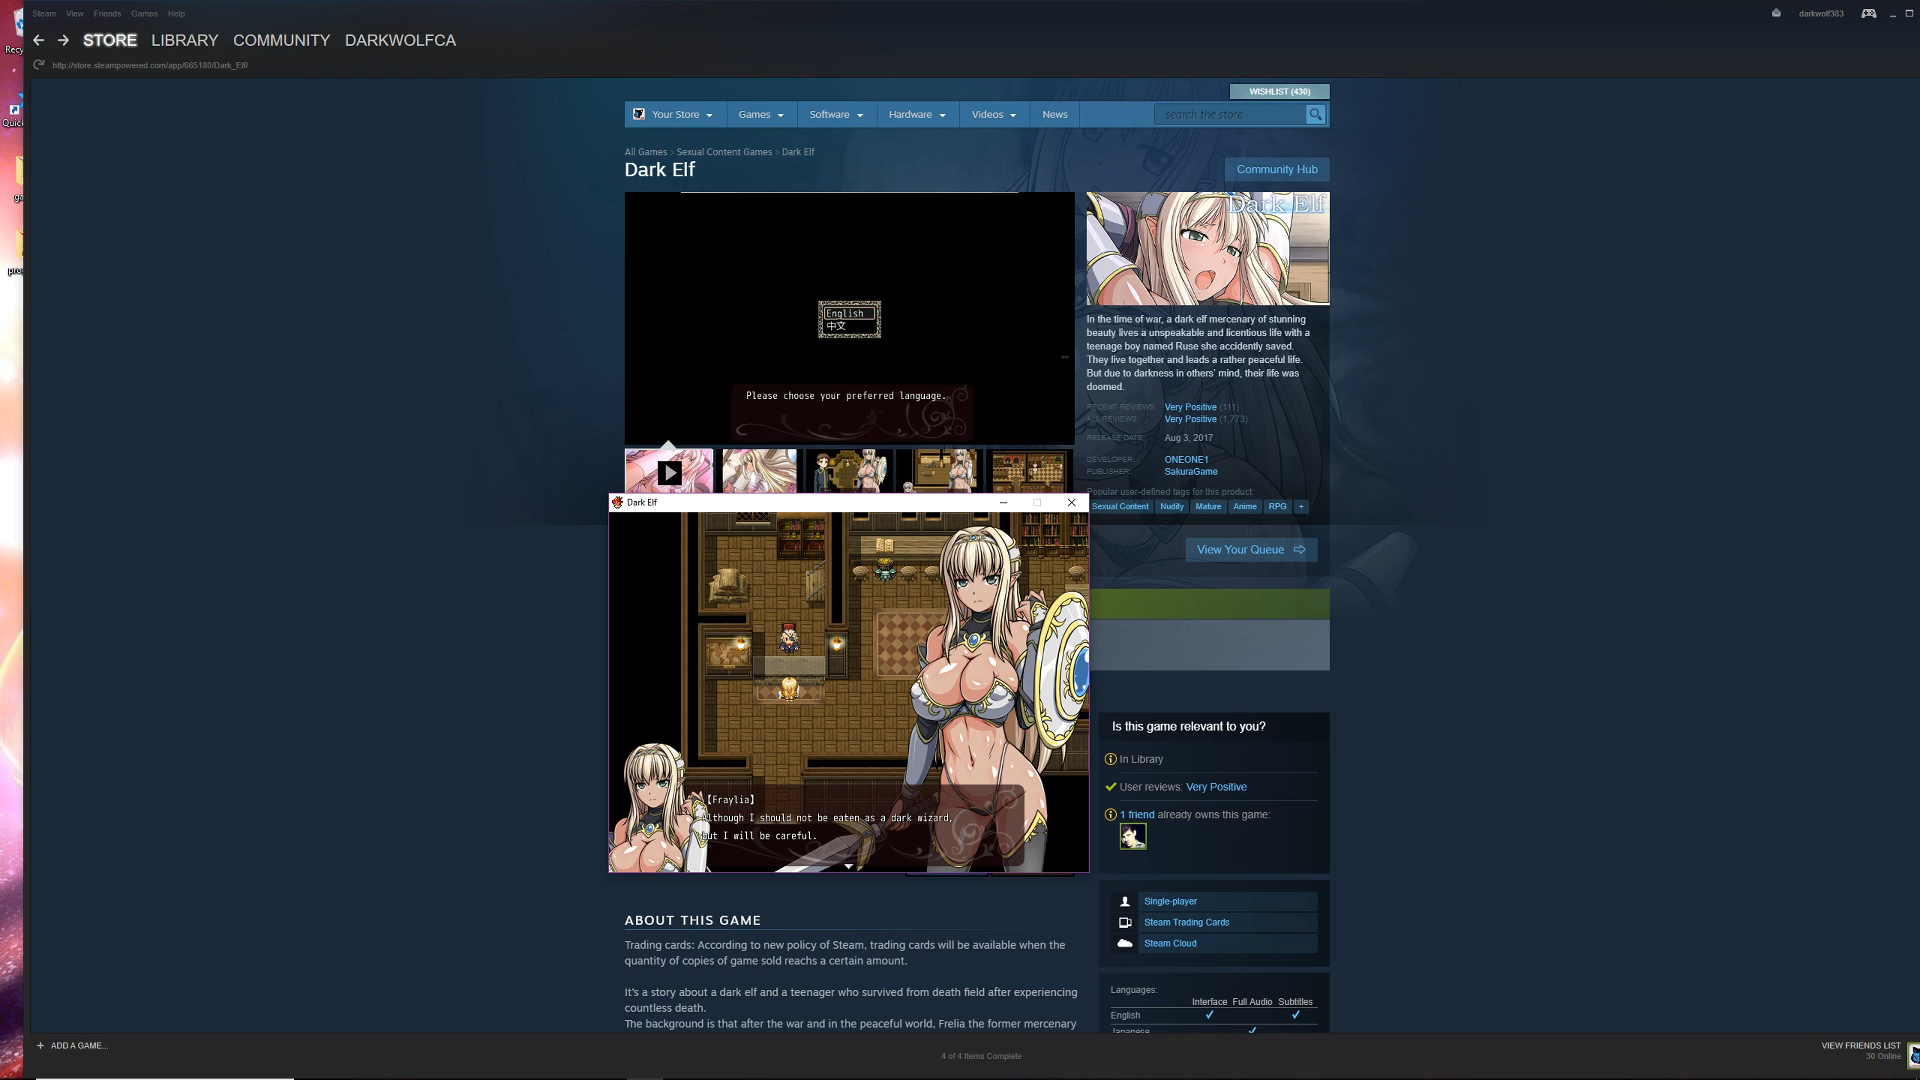 Steam View Friends Games Help
darkwolf383
STORE LIBRARY COMMUNITY DARKWOLFCA
http://store.steampowered.com/app/665180/Dark_Elf/
WISHLIST (430)
Your Store Games Software Hardware Videos News
search the store
All Games > Sexual Content Games > Dark Elf
Dark Elf
Community Hub
English
中文
Please choose your preferred language.
Dark Elf
In the time of war, a dark elf mercenary of stunning
beauty lives a unspeakable and licentious life with a
teenage boy named Ruse she accidently saved.
They live together and leads a rather peaceful life.
But due to darkness in others' mind, their life was
doomed.
RECENT REVIEWS: Very Positive (111)
ALL REVIEWS: Very Positive (1,773)
RELEASE DATE: Aug 3, 2017
DEVELOPER: ONEONE1
PUBLISHER: SakuraGame
Popular user-defined tags for this product:
Sexual Content Nudity Mature Anime RPG +
View Your Queue
Dark Elf
【Fraylia】
Although I should not be eaten as a dark wizard,
but I will be careful.
Is this game relevant to you?
In Library
User reviews: Very Positive
1 friend already owns this game:
Single-player
Steam Trading Cards
Steam Cloud
Languages:
Interface Full Audio Subtitles
English
Japanese
ABOUT THIS GAME
Trading cards: According to new policy of Steam, trading cards will be available when the
quantity of copies of game sold reachs a certain amount.
It's a story about a dark elf and a teenager who survived from death field after experiencing
countless death.
The background is that after the war and in the peaceful world, Frelia the former mercenary
+ ADD A GAME...
4 of 4 Items Complete
VIEW FRIENDS LIST
30 Online